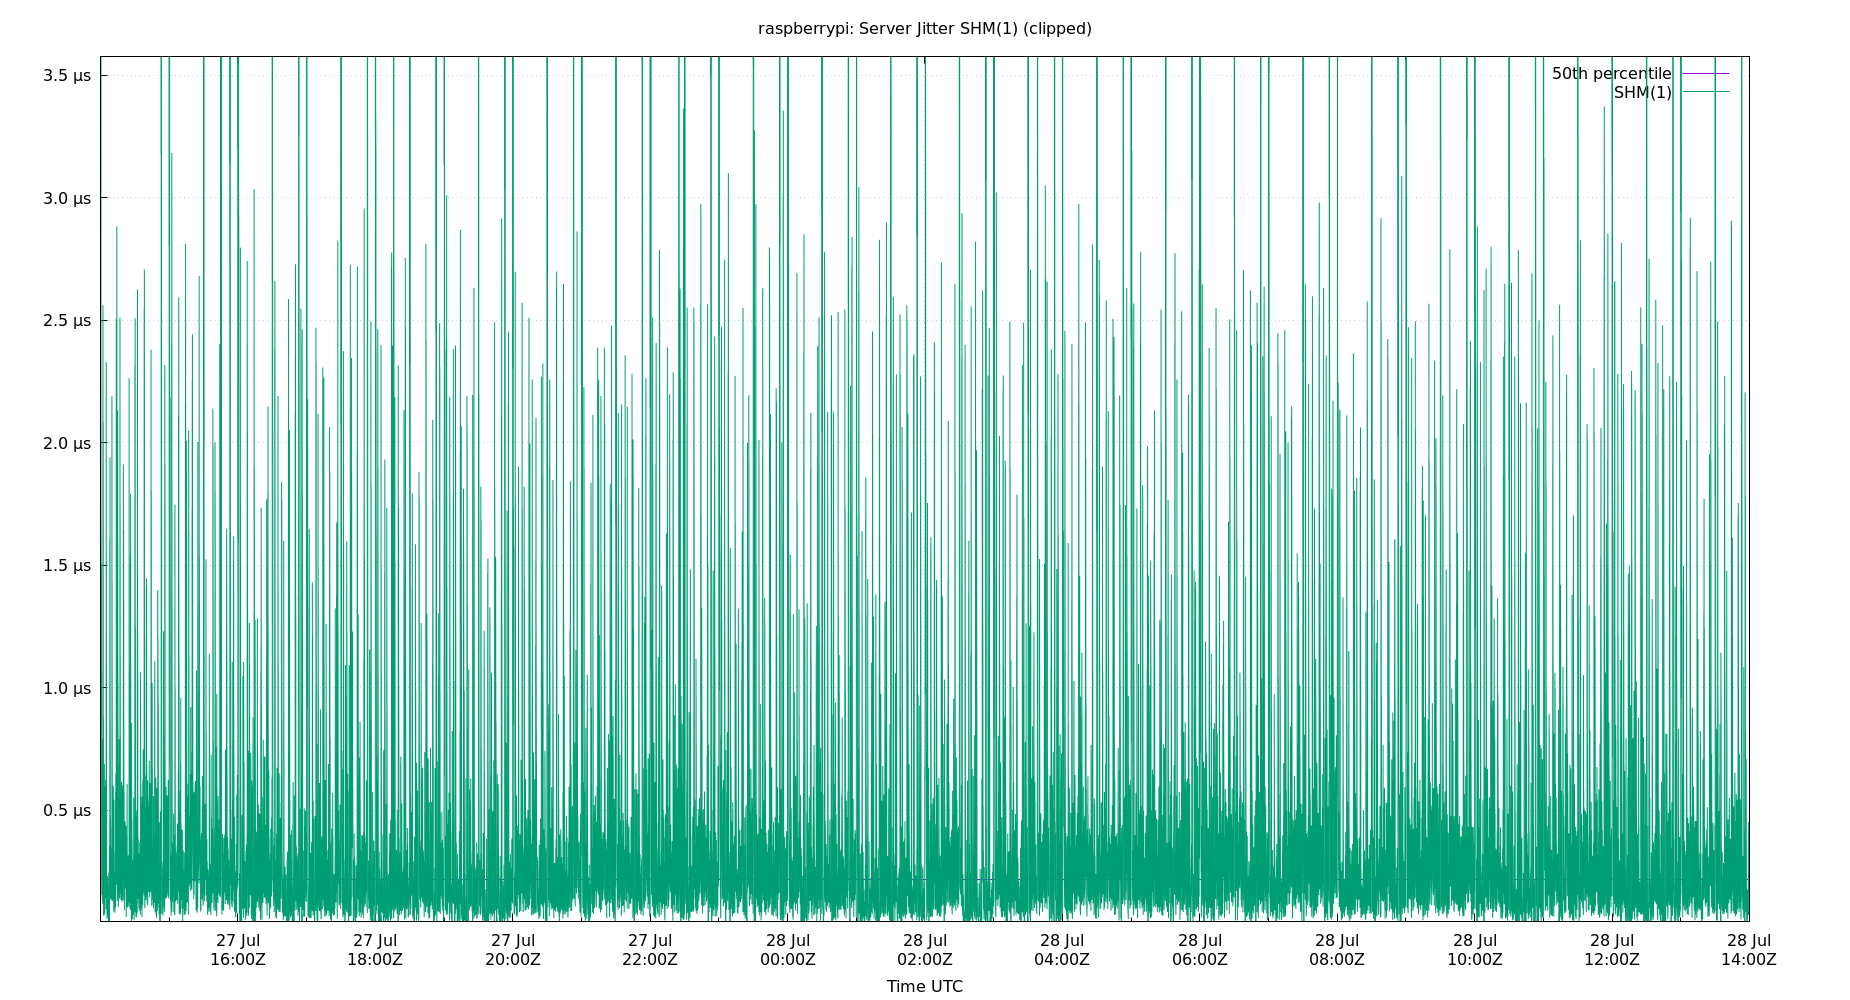 raspberrypi: Server Jitter SHM(1) (clipped)
50th percentile
SHM(1)
3.5 µs
3.0 µs
2.5 µs
2.0 µs
1.5 µs
1.0 µs
0.5 µs
27 Jul 27 Jul 27 Jul 27 Jul 28 Jul 28 Jul 28 Jul 28 Jul 28 Jul 28 Jul 28 Jul 28 Jul
16:00Z 18:00Z 20:00Z 22:00Z 00:00Z 02:00Z 04:00Z 06:00Z 08:00Z 10:00Z 12:00Z 14:00Z
Time UTC